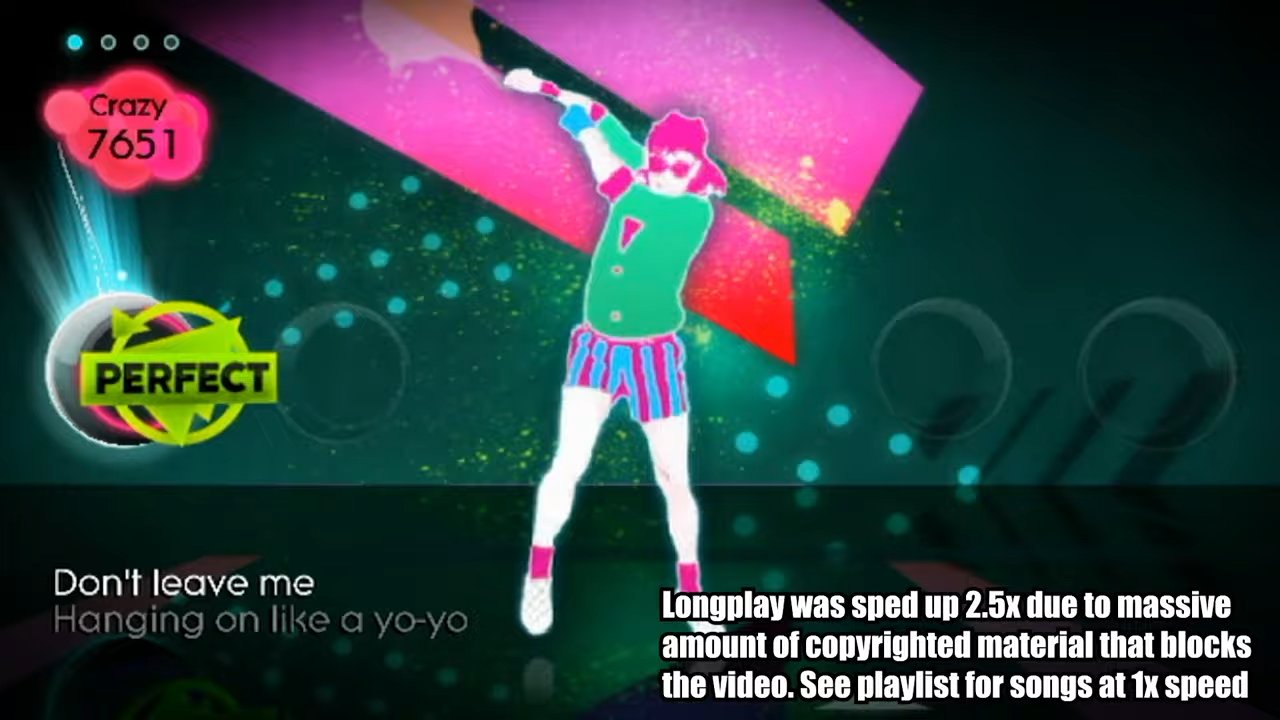 Crazy
7651
PERFECT
Don't leave me
Hanging on like a yo-yo
Longplay was sped up 2.5x due to massive
amount of copyrighted material that blocks
the video. See playlist for songs at 1x speed